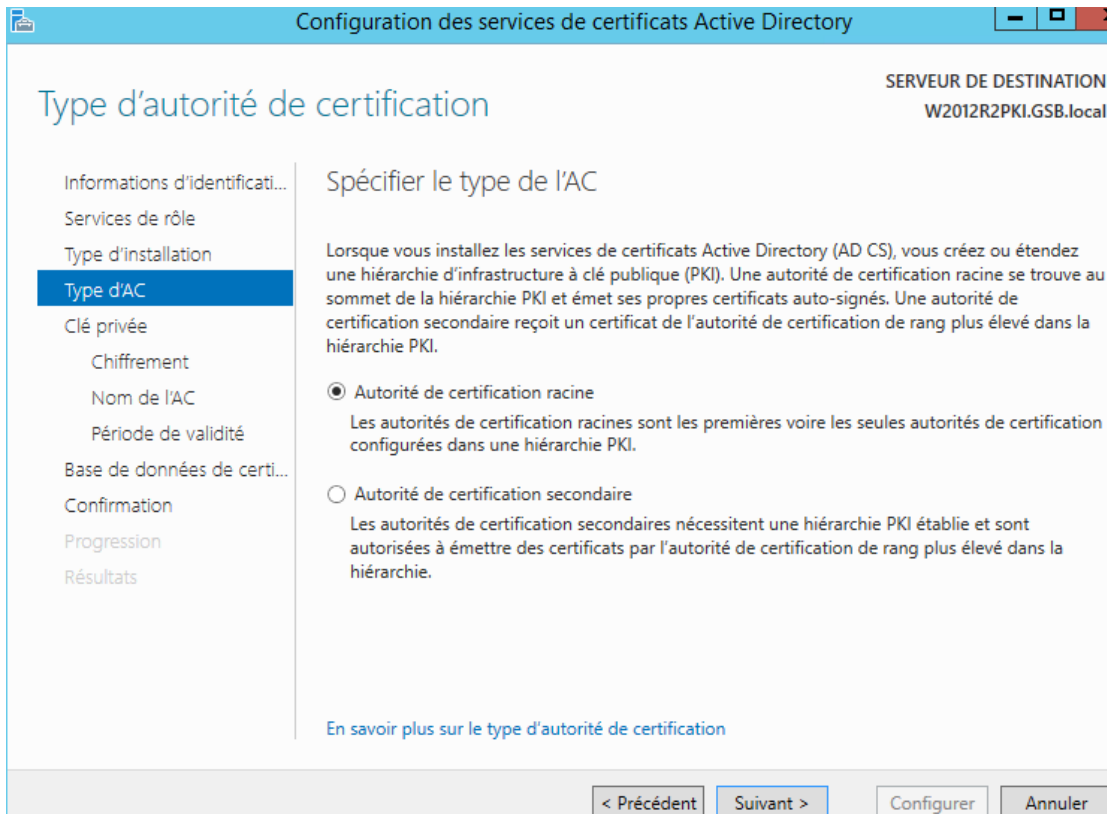 Configuration des services de certificats Active Directory
Type d'autorité de certification
SERVEUR DE DESTINATION
W2012R2PKI.GSB.local
Informations d'identificati...
Services de rôle
Type d'installation
Type d'AC
Clé privée
Chiffrement
Nom de l'AC
Période de validité
Base de données de certi...
Confirmation
Progression
Résultats
Spécifier le type de l'AC
Lorsque vous installez les services de certificats Active Directory (AD CS), vous créez ou étendez
une hiérarchie d'infrastructure à clé publique (PKI). Une autorité de certification racine se trouve au
sommet de la hiérarchie PKI et émet ses propres certificats auto-signés. Une autorité de
certification secondaire reçoit un certificat de l'autorité de certification de rang plus élevé dans la
hiérarchie PKI.
Autorité de certification racine
Les autorités de certification racines sont les premières voire les seules autorités de certification
configurées dans une hiérarchie PKI.
Autorité de certification secondaire
Les autorités de certification secondaires nécessitent une hiérarchie PKI établie et sont
autorisées à émettre des certificats par l'autorité de certification de rang plus élevé dans la
hiérarchie.
En savoir plus sur le type d'autorité de certification
< Précédent
Suivant >
Configurer
Annuler